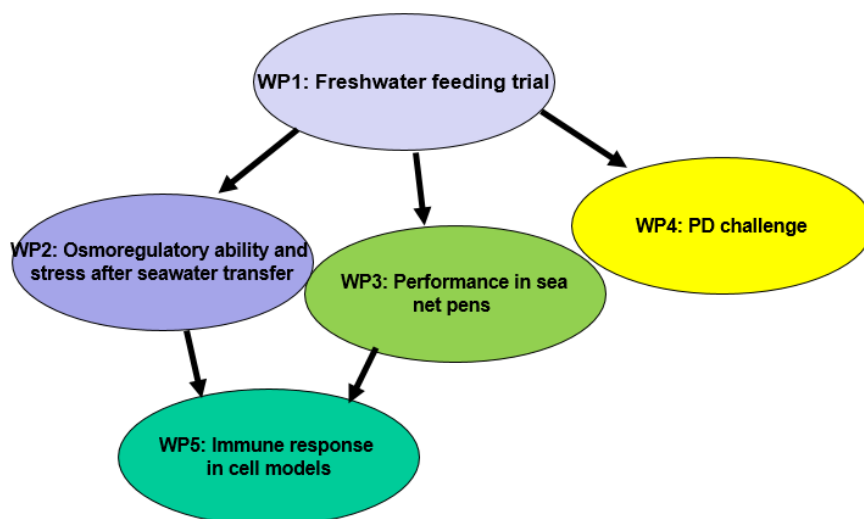 WP1: Freshwater feeding trial
WP2: Osmoregulatory ability and
stress after seawater transfer
WP3: Performance in sea
net pens
WP4: PD challenge
WP5: Immune response
in cell models